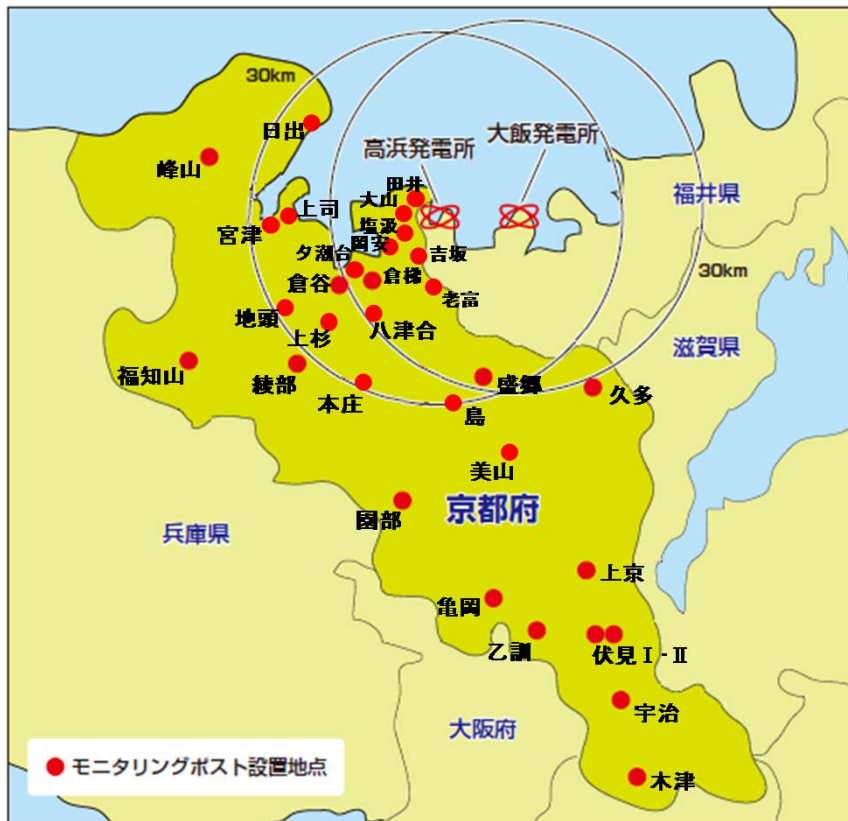 30km
日出
高浜発電所
大飯発電所
峰山
田井
大山
福井県
上司
塩汲
宮津
岡安
夕潮台
吉坂
倉谷
倉梯
30km
老富
地頭
八津合
上杉
滋賀県
福知山
綾部
盛郷
本庄
久多
島
美山
京都府
園部
兵庫県
上京
亀岡
乙訓
伏見Ⅰ-Ⅱ
宇治
大阪府
モニタリングポスト設置地点
木津